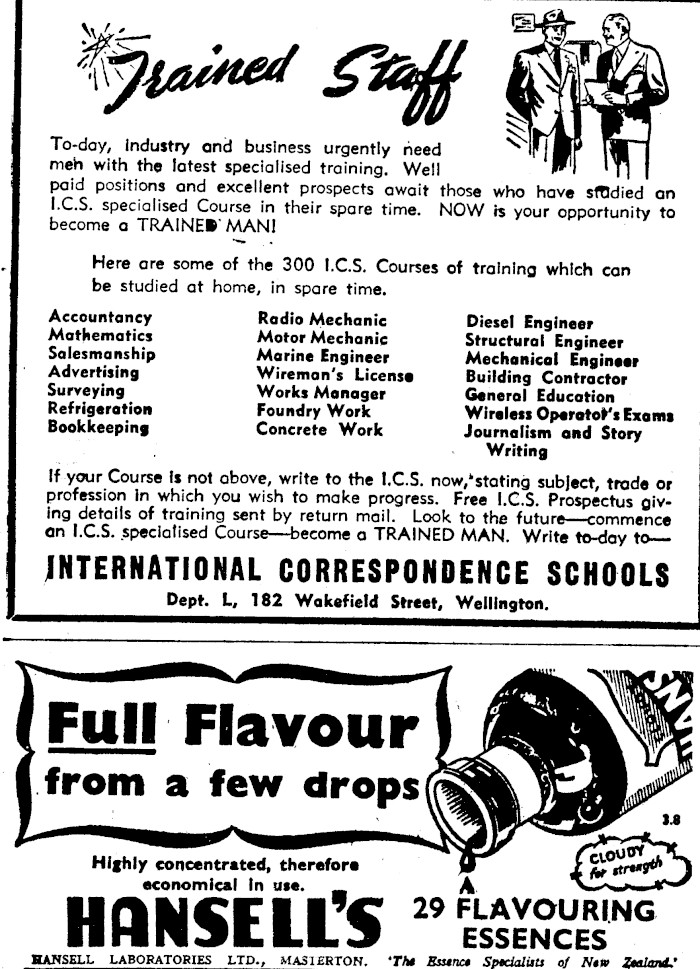 Trained Staff
To-day, industry and business urgently need
meh with the latest specialised training. Well
paid positions and excellent prospects await those who have studied an
I.C.S. specialised Course in their spare time. NOW is your opportunity to
become a TRAINED MAN!
Here are some of the 300 I.C.S. Courses of training which can
be studied at home, in spare time.
Accountancy
Mathematics
Salesmanship
Advertising
Surveying
Refrigeration
Bookkeeping
Radio Mechanic
Motor Mechanic
Marine Engineer
Wireman's License
Works Manager
Foundry Work
Concrete Work
Diesel Engineer
Structural Engineer
Mechanical Engineer
Building Contractor
General Education
Wireless Operator's Exams
Journalism and Story
Writing
If your Course is not above, write to the I.C.S. now, stating subject, trade or
profession in which you wish to make progress. Free I.C.S. Prospectus giv-
ing details of training sent by return mail. Look to the future—commence
an I.C.S. specialised Course—become a TRAINED MAN. Write to-day to—
INTERNATIONAL CORRESPONDENCE SCHOOLS
Dept. L, 182 Wakefield Street, Wellington.
Full Flavour
from a few drops
HANS
3.8
CLOUDY
for strength
Highly concentrated, therefore
economical in use.
HANSELL'S
29 FLAVOURING
ESSENCES
HANSELL LABORATORIES LTD., MASTERTON. 'The Essence Specialists of New Zealand.'